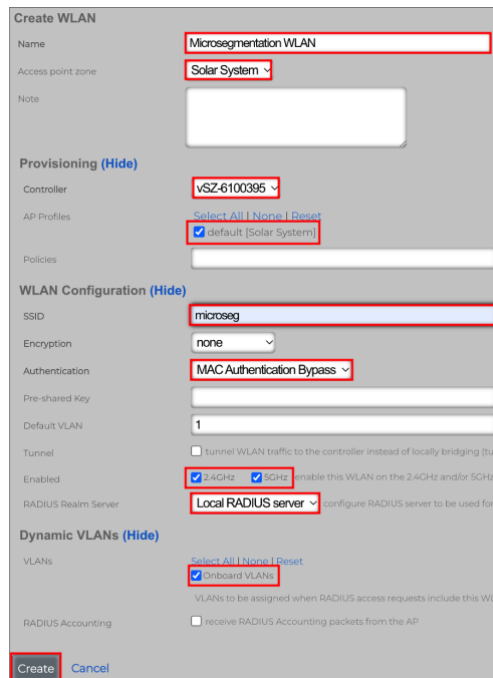 Create WLAN
Name Microsegmentation WLAN
Access point zone Solar System
Note
Provisioning (Hide)
Controller vSZ-6100395
AP Profiles Select All | None | Reset
default [Solar System]
Policies
WLAN Configuration (Hide)
SSID microseg
Encryption none
Authentication MAC Authentication Bypass
Pre-shared Key
Default VLAN 1
Tunnel tunnel WLAN traffic to the controller instead of locally bridging (tu
Enabled 2.4GHz 5GHz enable this WLAN on the 2.4GHz and/or 5GHz
RADIUS Realm Server Local RADIUS server configure RADIUS server to be used for
Dynamic VLANs (Hide)
VLANs Select All | None | Reset
Onboard VLANs
VLANs to be assigned when RADIUS access requests include this WL
RADIUS Accounting receive RADIUS Accounting packets from the AP
Create Cancel